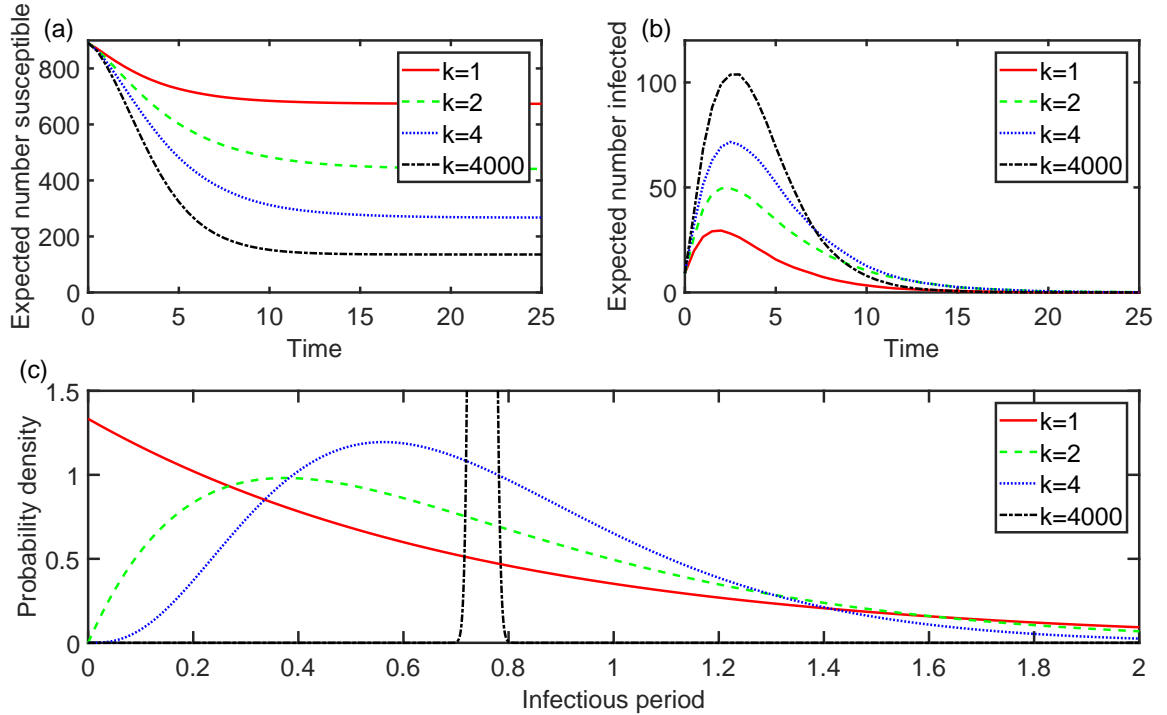 (a)
Expected number susceptible
800
600
400
200
0
0 5 10 15 20 25
Time
k=1
k=2
k=4
k=4000
(b)
Expected number infected
100
50
0
0 5 10 15 20 25
Time
k=1
k=2
k=4
k=4000
(c)
Probability density
1.5
1
0.5
0
0 0.2 0.4 0.6 0.8 1 1.2 1.4 1.6 1.8 2
Infectious period
k=1
k=2
k=4
k=4000